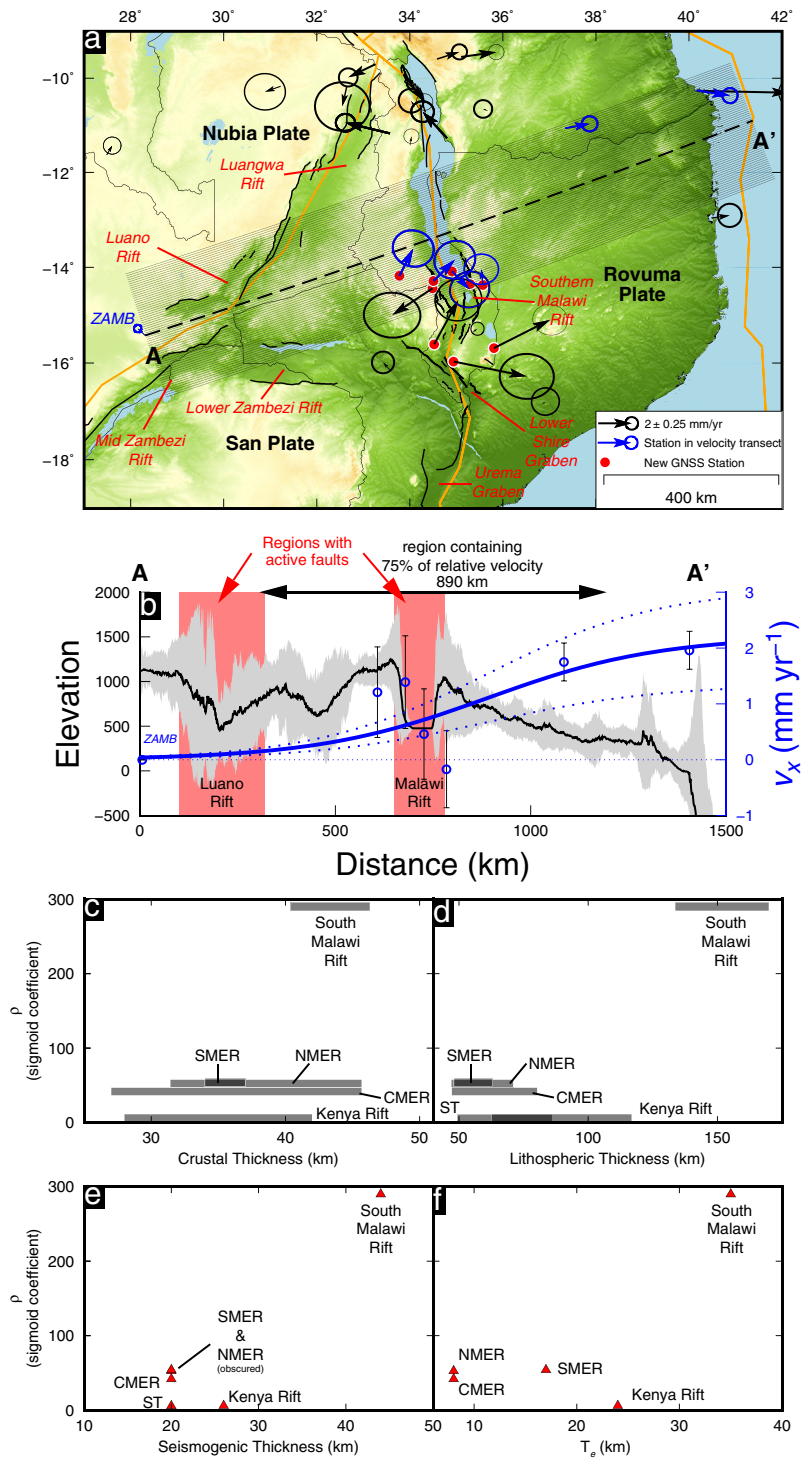 28° 30° 32° 34° 36° 38° 40° 42°
a
−10°
−12°
−14°
−16°
−18°
Nubia Plate
Luangwa
Rift
A'
Luano
Rift
ZAMB
A
Southern
Malawi
Rift
Rovuma
Plate
Lower Zambezi Rift
Mid Zambezi
Rift
San Plate
Lower
Shire
Graben
Urema
Graben
2 ± 0.25 mm/yr
Station in velocity transect
New GNSS Station
400 km
Regions with
active faults
region containing
75% of relative velocity
890 km
A
A'
b
2000
1500
1000
500
0
−500
Elevation
ZAMB
Luano
Rift
Malawi
Rift
3
2
1
0
−1
vx (mm yr−1)
0 500 1000 1500
Distance (km)
c
300
200
100
0
ρ
(sigmoid coefficient)
South
Malawi
Rift
SMER
NMER
CMER
Kenya Rift
30 40 50
Crustal Thickness (km)
d
South
Malawi
Rift
SMER
NMER
CMER
ST
Kenya Rift
50 100 150
Lithospheric Thickness (km)
e
300
200
100
0
ρ
(sigmoid coefficient)
South
Malawi
Rift
SMER
&
NMER
(obscured)
CMER
ST
Kenya Rift
10 20 30 40 50
Seismogenic Thickness (km)
f
South
Malawi
Rift
NMER
CMER
SMER
Kenya Rift
10 20 30 40
Te (km)